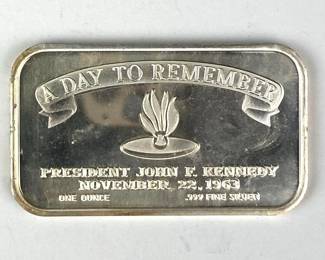 A DAY TO REMEMBER
PRESIDENT JOHN F. KENNEDY
NOVEMBER 22, 1963
ONE OUNCE .999 FINE SILVER